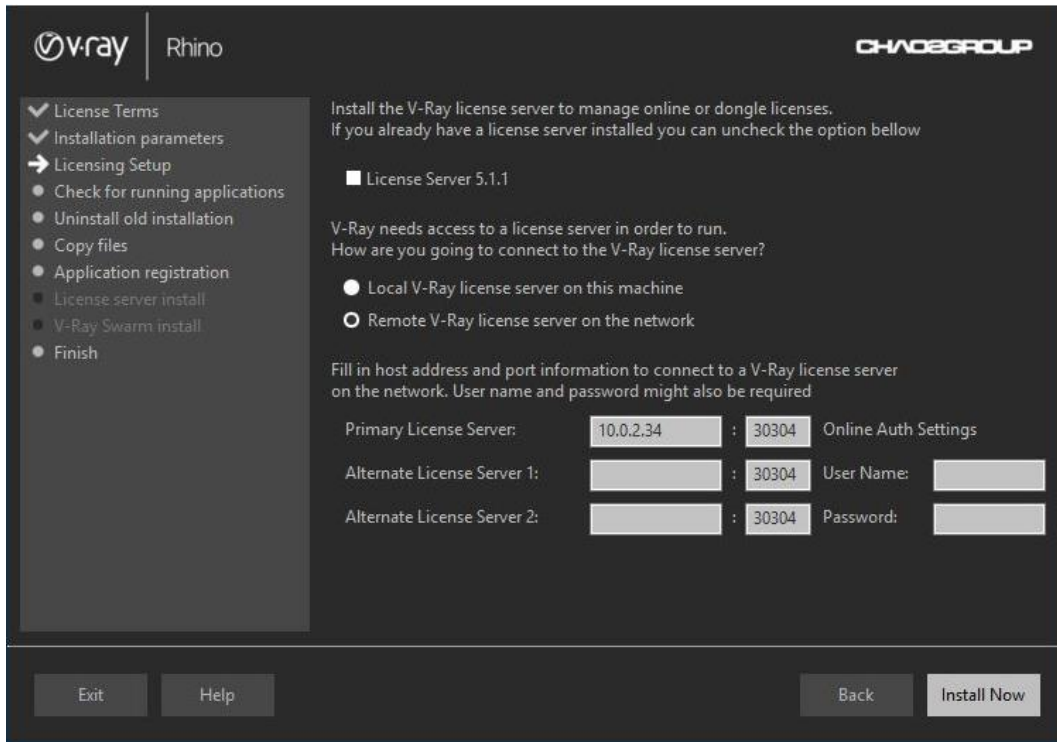 v·ray
Rhino
CHAOSGROUP
License Terms
Installation parameters
Licensing Setup
Check for running applications
Uninstall old installation
Copy files
Application registration
License server install
V-Ray Swarm install
Finish
Install the V-Ray license server to manage online or dongle licenses.
If you already have a license server installed you can uncheck the option bellow
License Server 5.1.1
V-Ray needs access to a license server in order to run.
How are you going to connect to the V-Ray license server?
Local V-Ray license server on this machine
Remote V-Ray license server on the network
Fill in host address and port information to connect to a V-Ray license server
on the network. User name and password might also be required
Primary License Server: 10.0.2.34 : 30304 Online Auth Settings
Alternate License Server 1: : 30304 User Name:
Alternate License Server 2: : 30304 Password:
Exit Help Back Install Now